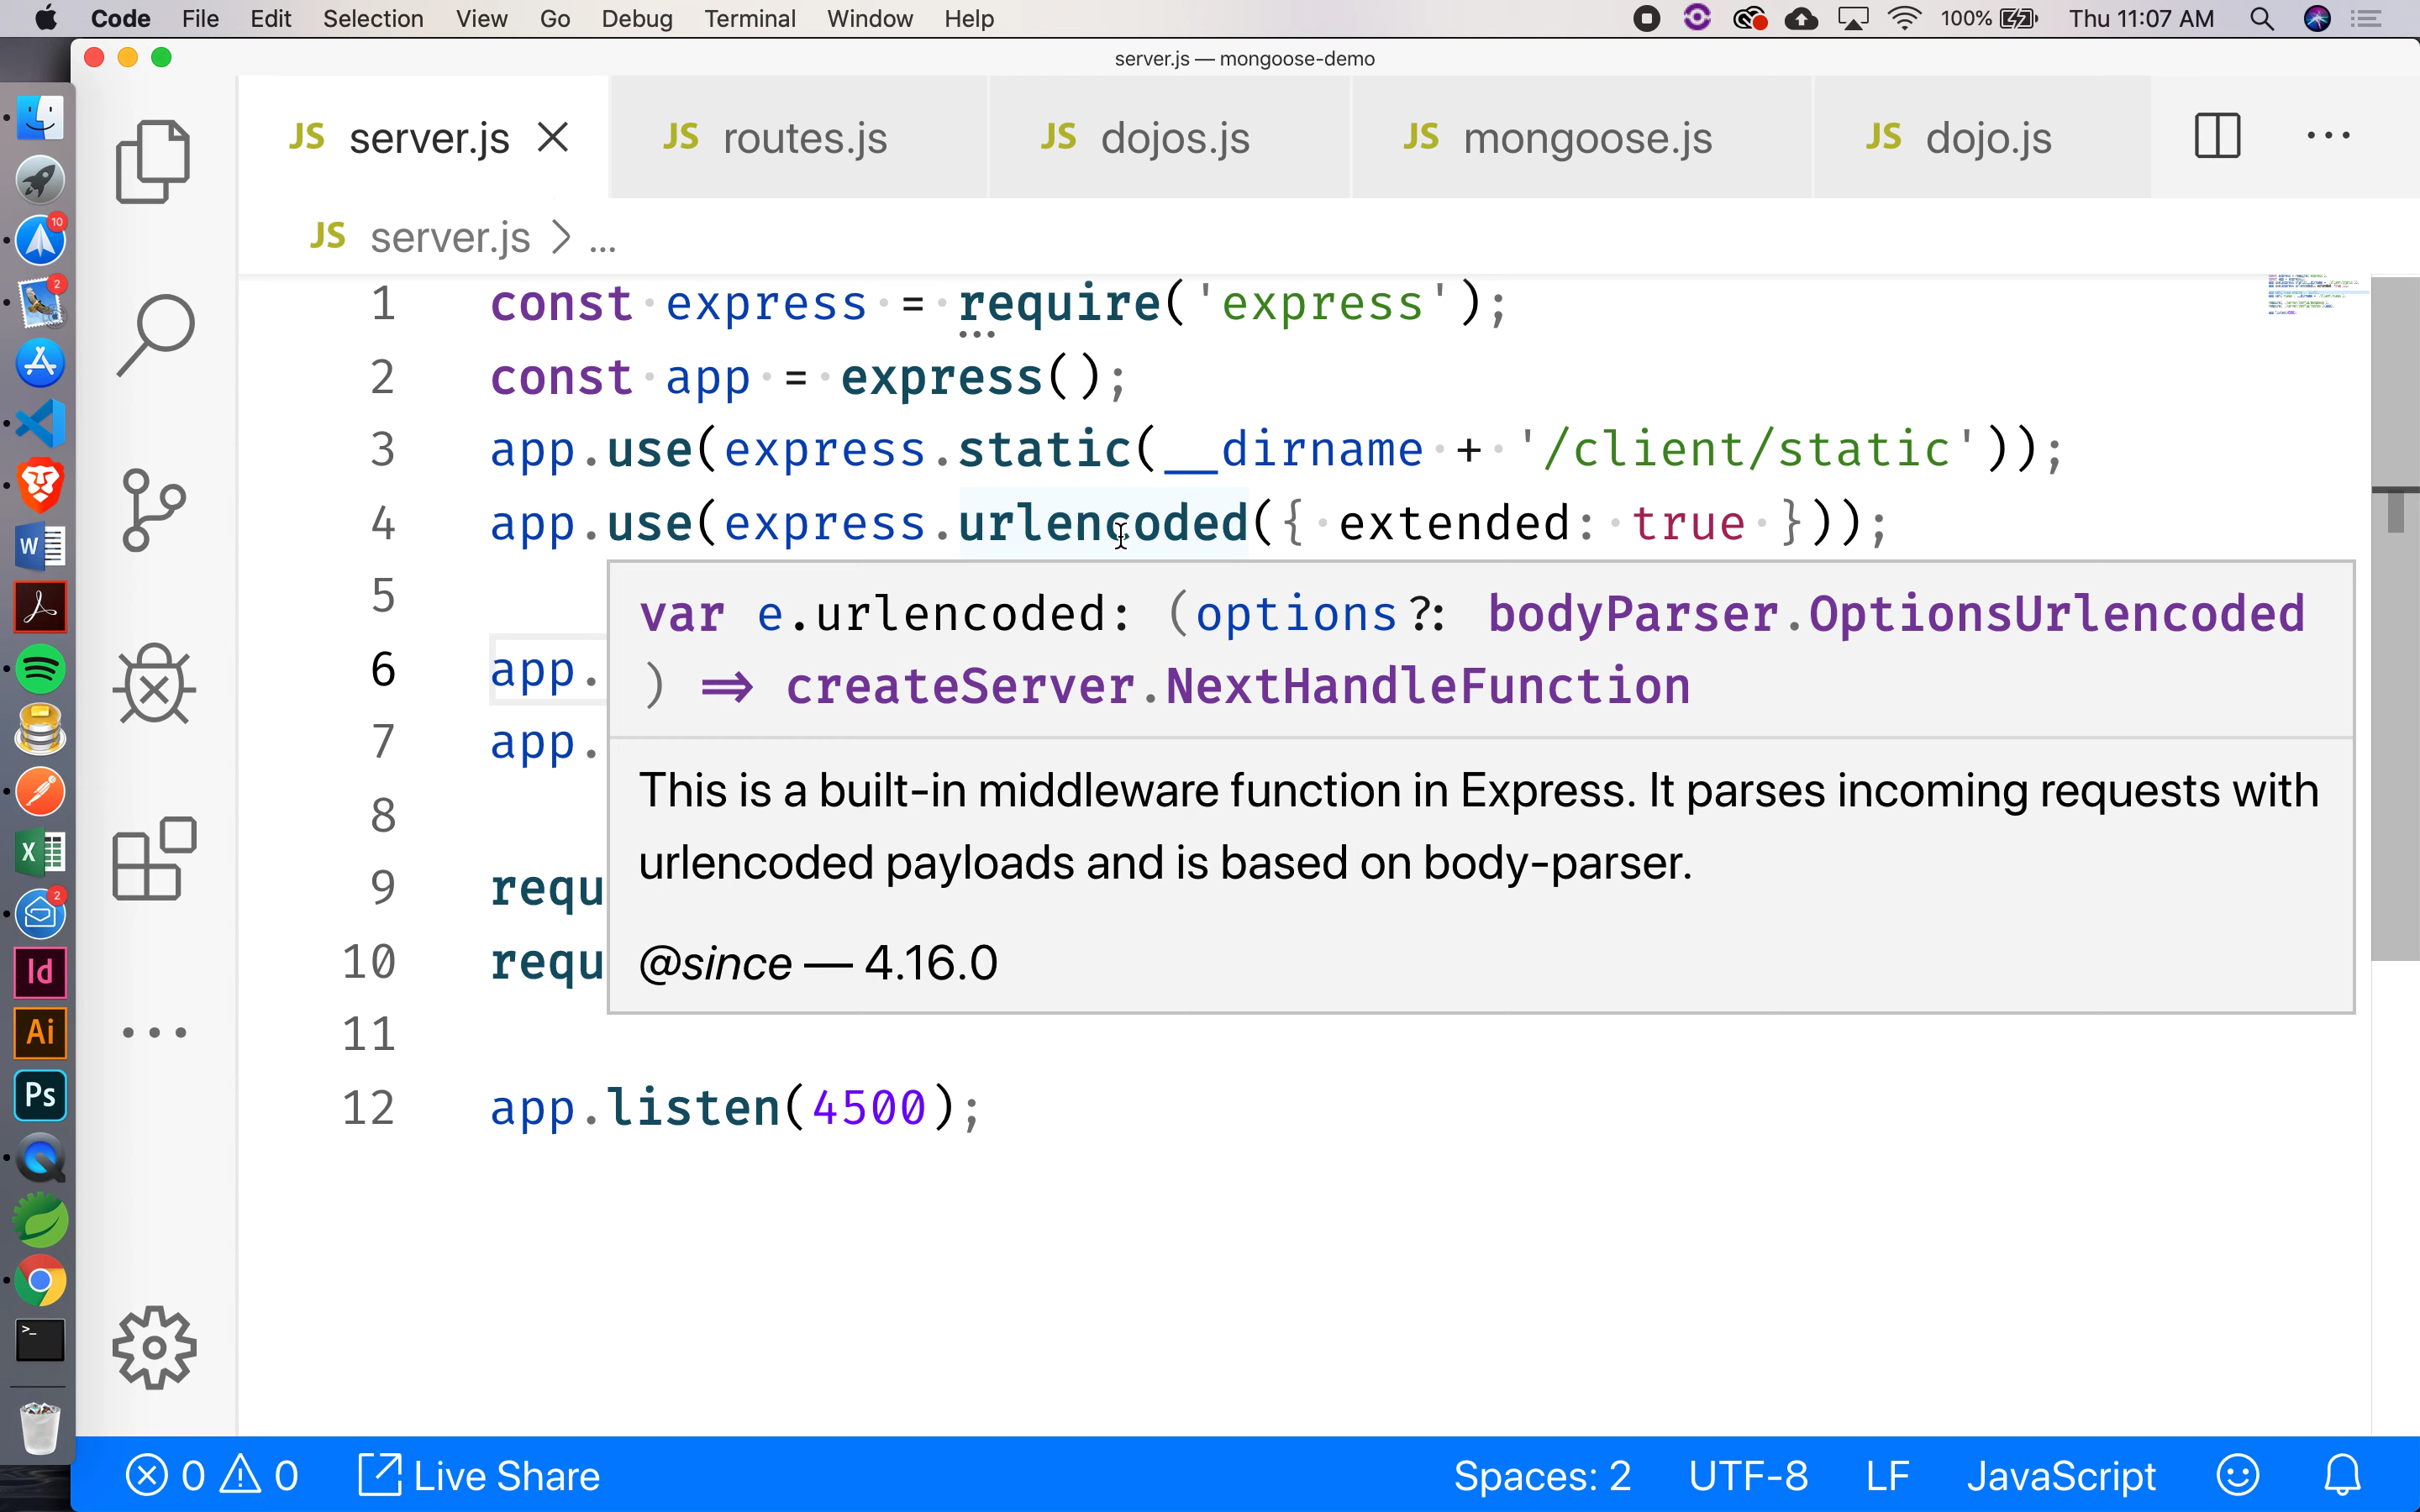 Code File Edit Selection View Go Debug Terminal Window Help 100% Thu 11:07 AM
server.js — mongoose-demo
JS server.js JS routes.js JS dojos.js JS mongoose.js JS dojo.js ...
JS server.js > ...
1 const express = require('express');
2 const app = express();
3 app.use(express.static(__dirname + '/client/static'));
4 app.use(express.urlencoded({ extended: true }));
5
6 app.
7 app.
8
9 requ
10 requ
11
12 app.listen(4500);
var e.urlencoded: (options?: bodyParser.OptionsUrlencoded
) => createServer.NextHandleFunction
This is a built-in middleware function in Express. It parses incoming requests with
urlencoded payloads and is based on body-parser.
@since — 4.16.0
10
2
W
X
2
Id
Ai
Ps
>_
0 0 Live Share Spaces: 2 UTF-8 LF JavaScript